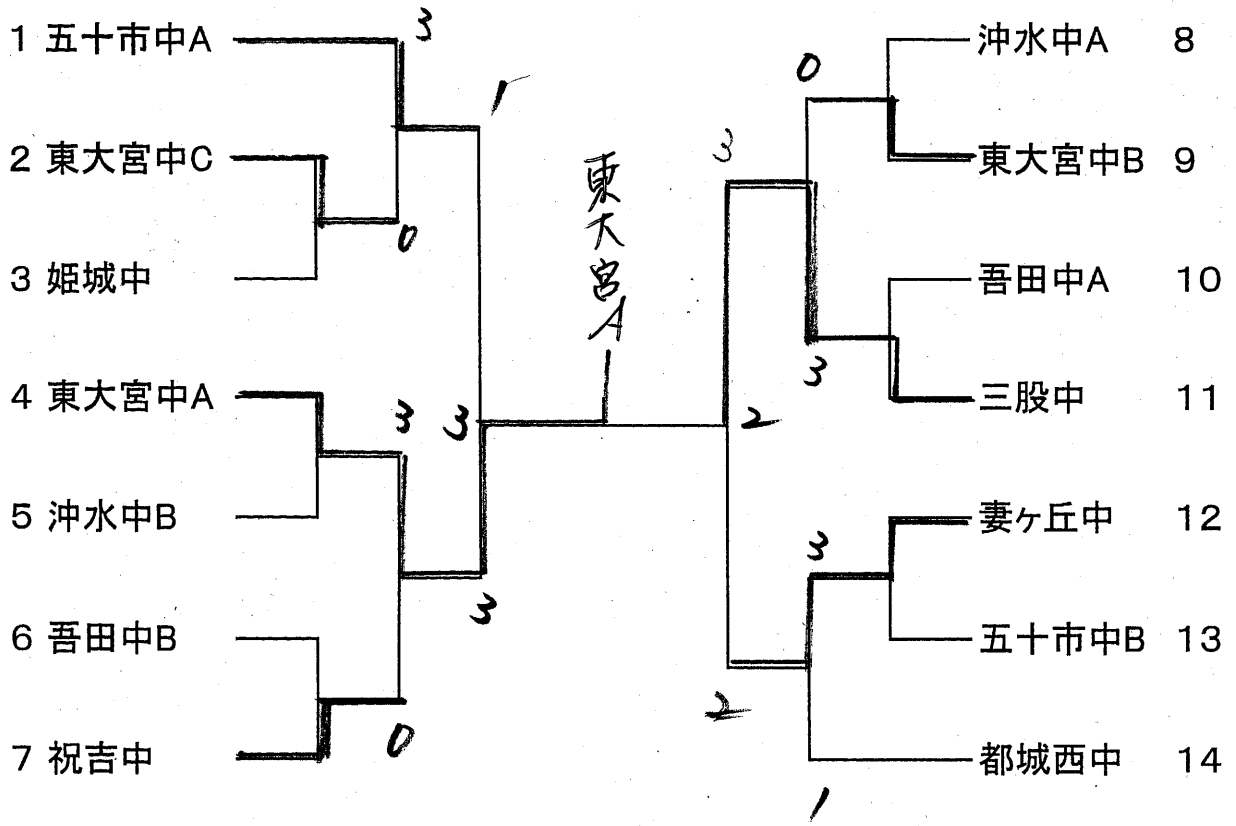 1 五十市中A
3
1
2 東大宮中C
0
3 姫城中
4 東大宮中A
3
3
5 沖水中B
3
6 吾田中B
7 祝吉中
0
東大宮A
沖水中A 8
0
3
東大宮中B 9
吾田中A 10
3
三股中 11
2
妻ヶ丘中 12
3
五十市中B 13
2
都城西中 14
1